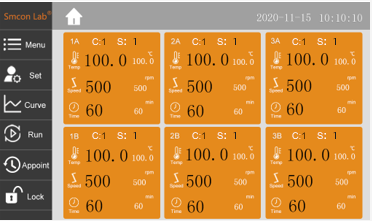 Smcon Lab®
2020-11-15 10:10:10
Menu
Set
Curve
Run
Appoint
Lock
1A C:1 S: 1
℃
Temp 100.0 100.0
rpm
Speed 500 500
min
Time 60 60
2A C:1 S: 1
℃
Temp 100.0 100.0
rpm
Speed 500 500
min
Time 60 60
3A C:1 S: 1
℃
Temp 100.0 100.0
rpm
Speed 500 500
min
Time 60 60
1B C:1 S: 1
℃
Temp 100.0 100.0
rpm
Speed 500 500
min
Time 60 60
2B C:1 S: 1
℃
Temp 100.0 100.0
rpm
Speed 500 500
min
Time 60 60
3B C:1 S: 1
℃
Temp 100.0 100.0
rpm
Speed 500 500
min
Time 60 60